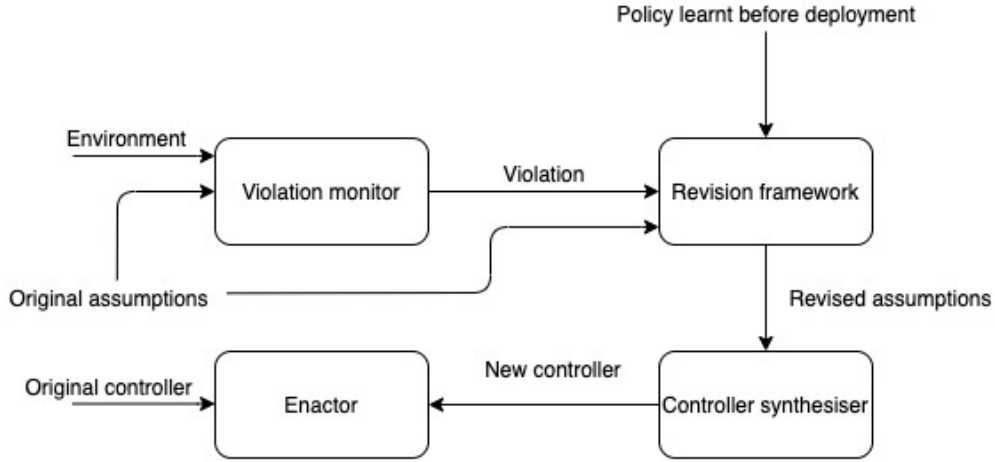 Policy learnt before deployment
Environment
Violation monitor
Violation
Revision framework
Original assumptions
Revised assumptions
Original controller
Enactor
New controller
Controller synthesiser